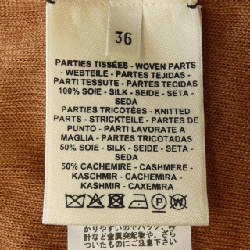 36
PARTIES TISSÉES - WOVEN PARTS
- WEBTEILE - PARTES TEJIDAS -
PARTI TESSUTE - PARTES TECIDAS
100% SOIE - SILK - SEIDE - SETA -
SEDA
PARTIES TRICOTÉES - KNITTED
PARTS - STRICKTEILE - PARTES DE
PUNTO - PARTI LAVORATE A
MAGLIA - PARTES TRICOTADAS
50% SOIE - SILK - SEIDE - SETA -
SEDA
50% CACHEMIRE - CASHMERE -
KASCHMIR - CACHEMIRA -
KASHMIR - CAXEMIRA